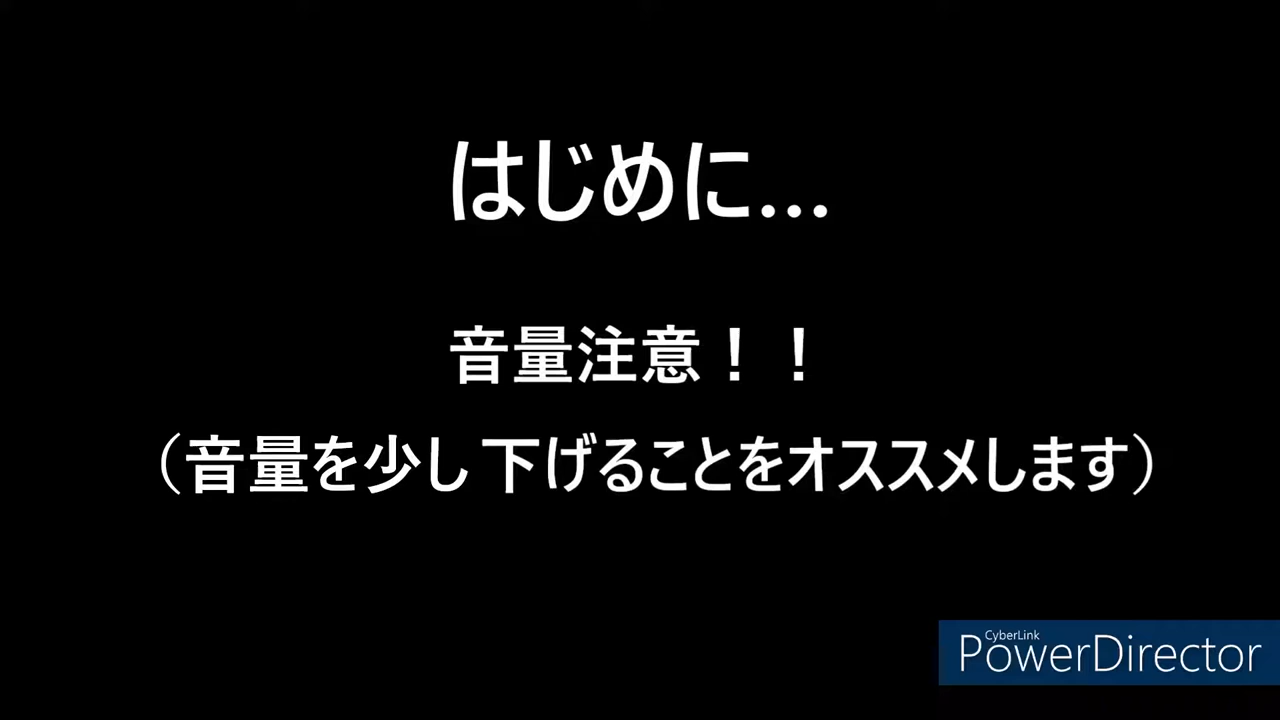 はじめに...
音量注意！！
（音量を少し下げることをオススメします）
CyberLink
PowerDirector